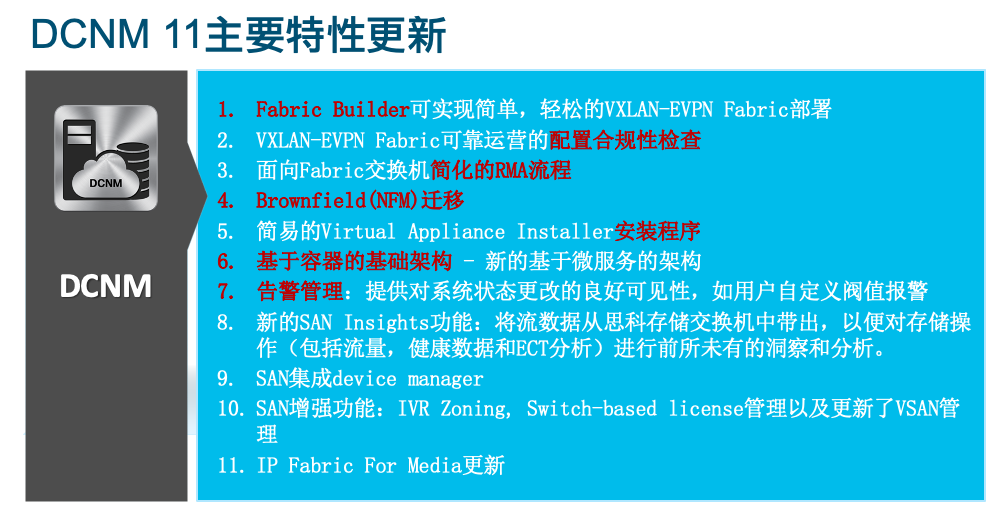 DCNM 11主要特性更新
DCNM
DCNM
1. Fabric Builder可实现简单，轻松的VXLAN-EVPN Fabric部署
2. VXLAN-EVPN Fabric可靠运营的配置合规性检查
3. 面向Fabric交换机简化的RMA流程
4. Brownfield(NFM)迁移
5. 简易的Virtual Appliance Installer安装程序
6. 基于容器的基础架构 - 新的基于微服务的架构
7. 告警管理：提供对系统状态更改的良好可见性，如用户自定义阀值报警
8. 新的SAN Insights功能：将流数据从思科存储交换机中带出，以便对存储操
作（包括流量，健康数据和ECT分析）进行前所未有的洞察和分析。
9. SAN集成device manager
10. SAN增强功能：IVR Zoning, Switch-based license管理以及更新了VSAN管
理
11. IP Fabric For Media更新